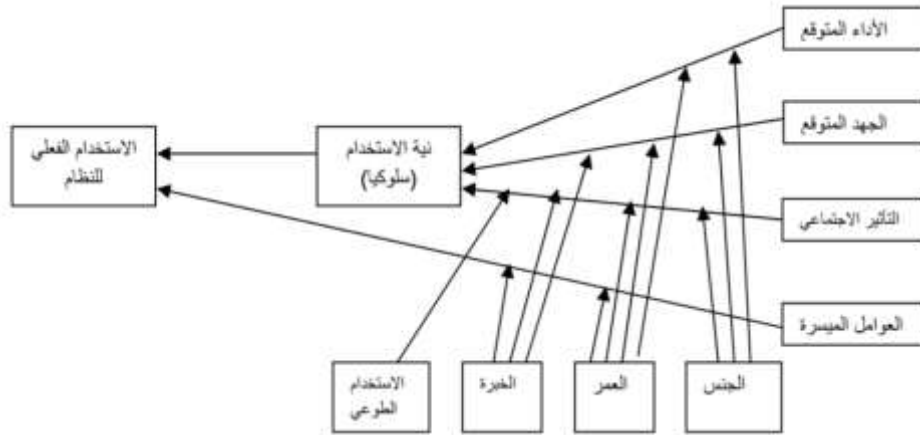 الأداء المتوقع
الجهد المتوقع
نية الاستخدام
(سلوكيا)
الاستخدام الفعلي
للنظام
التأثير الاجتماعي
العوامل الميسرة
الجنس
العمر
الخبرة
الاستخدام
الطوعي